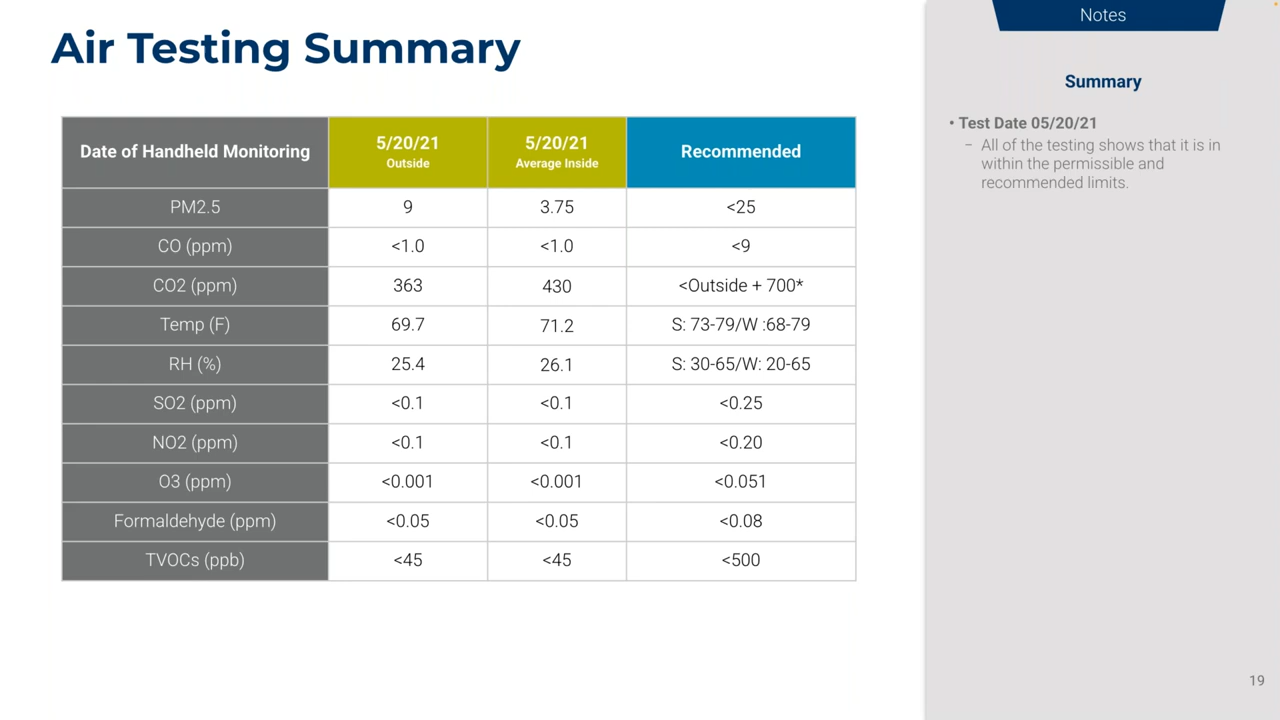 Air Testing Summary
Date of Handheld Monitoring 5/20/21 Outside 5/20/21 Average Inside Recommended
PM2.5 9 3.75 <25
CO (ppm) <1.0 <1.0 <9
CO2 (ppm) 363 430 <Outside + 700*
Temp (F) 69.7 71.2 S: 73-79/W :68-79
RH (%) 25.4 26.1 S: 30-65/W: 20-65
SO2 (ppm) <0.1 <0.1 <0.25
NO2 (ppm) <0.1 <0.1 <0.20
O3 (ppm) <0.001 <0.001 <0.051
Formaldehyde (ppm) <0.05 <0.05 <0.08
TVOCs (ppb) <45 <45 <500
Notes
Summary
• Test Date 05/20/21
− All of the testing shows that it is in
within the permissible and
recommended limits.
19